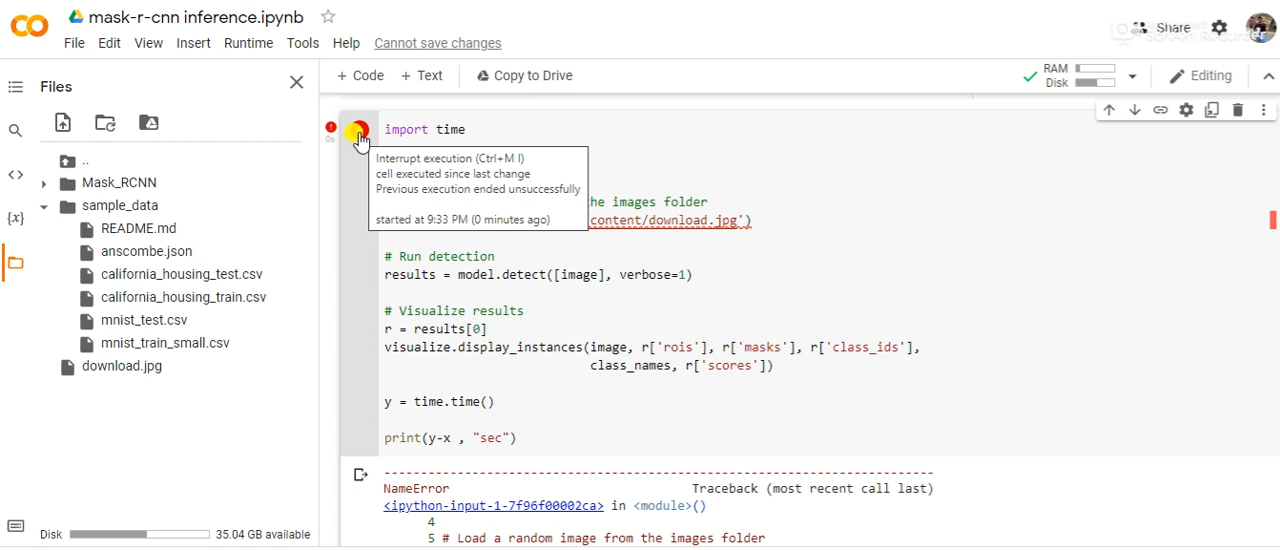 mask-r-cnn inference.ipynb
File Edit View Insert Runtime Tools Help Cannot save changes
Share
+ Code + Text Copy to Drive
RAM
Disk
Editing
Files
..
Mask_RCNN
sample_data
README.md
anscombe.json
california_housing_test.csv
california_housing_train.csv
mnist_test.csv
mnist_train_small.csv
download.jpg
Disk 35.04 GB available
0s
import time
Interrupt execution (Ctrl+M I)
cell executed since last change
Previous execution ended unsuccessfully
started at 9:33 PM (0 minutes ago)
the images folder
content/download.jpg')
# Run detection
results = model.detect([image], verbose=1)
# Visualize results
r = results[0]
visualize.display_instances(image, r['rois'], r['masks'], r['class_ids'],
class_names, r['scores'])
y = time.time()
print(y-x , "sec")
---------------------------------------------------------------------------
NameError Traceback (most recent call last)
<ipython-input-1-7f96f00002ca> in <module>()
4
5 # Load a random image from the images folder